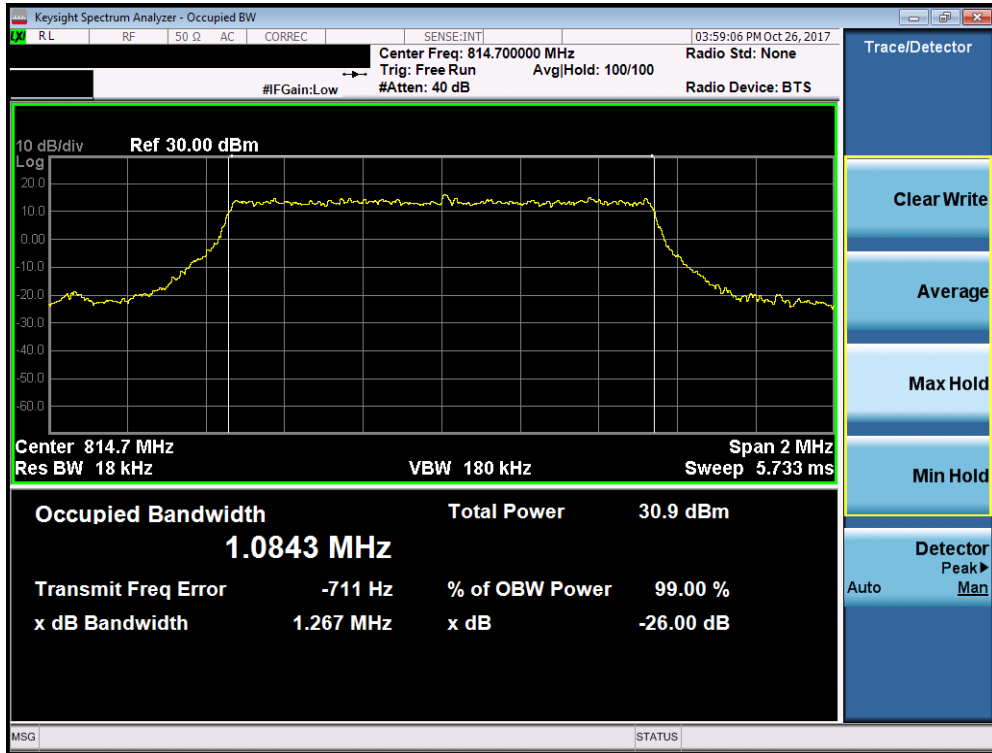 Keysight Spectrum Analyzer - Occupied BW
LXI RL RF 50 Ω AC CORREC SENSE:INT 03:59:06 PM Oct 26, 2017
Center Freq: 814.700000 MHz Radio Std: None
Trig: Free Run Avg|Hold: 100/100
#IFGain:Low #Atten: 40 dB Radio Device: BTS
10 dB/div Ref 30.00 dBm
Log
20.0
10.0
0.00
-10.0
-20.0
-30.0
-40.0
-50.0
-60.0
Center 814.7 MHz Span 2 MHz
Res BW 18 kHz VBW 180 kHz Sweep 5.733 ms
Occupied Bandwidth Total Power 30.9 dBm
1.0843 MHz
Transmit Freq Error -711 Hz % of OBW Power 99.00 %
x dB Bandwidth 1.267 MHz x dB -26.00 dB
MSG STATUS
Trace/Detector
Clear Write
Average
Max Hold
Min Hold
Detector
Peak▶
Auto Man